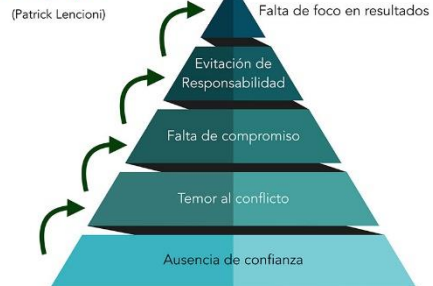 (Patrick Lencioni)
Falta de foco en resultados
Evitación de
Responsabilidad
Falta de compromiso
Temor al conflicto
Ausencia de confianza